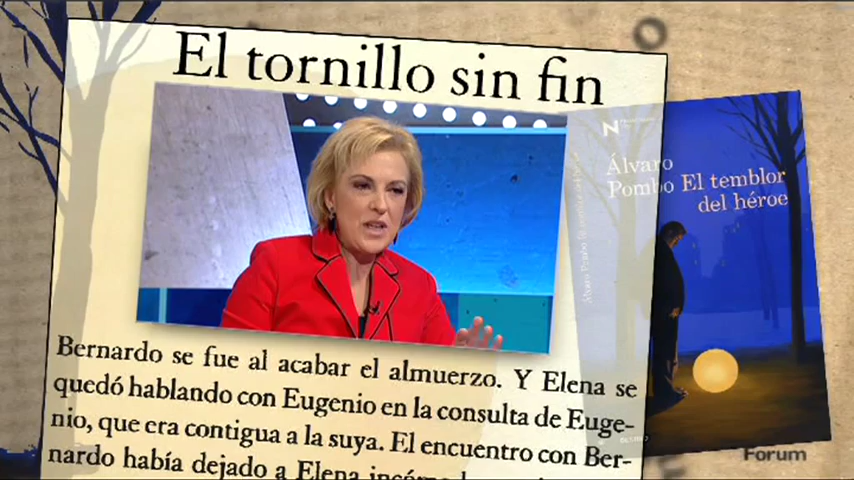 El tornillo sin fin
N
Álvaro
Pombo El temblor
del héroe
Bernardo se fue al acabar el almuerzo. Y Elena se
quedó hablando con Eugenio en la consulta de Euge-
nio, que era contigua a la suya. El encuentro con Ber-
nardo había dejado a Elena
Forum